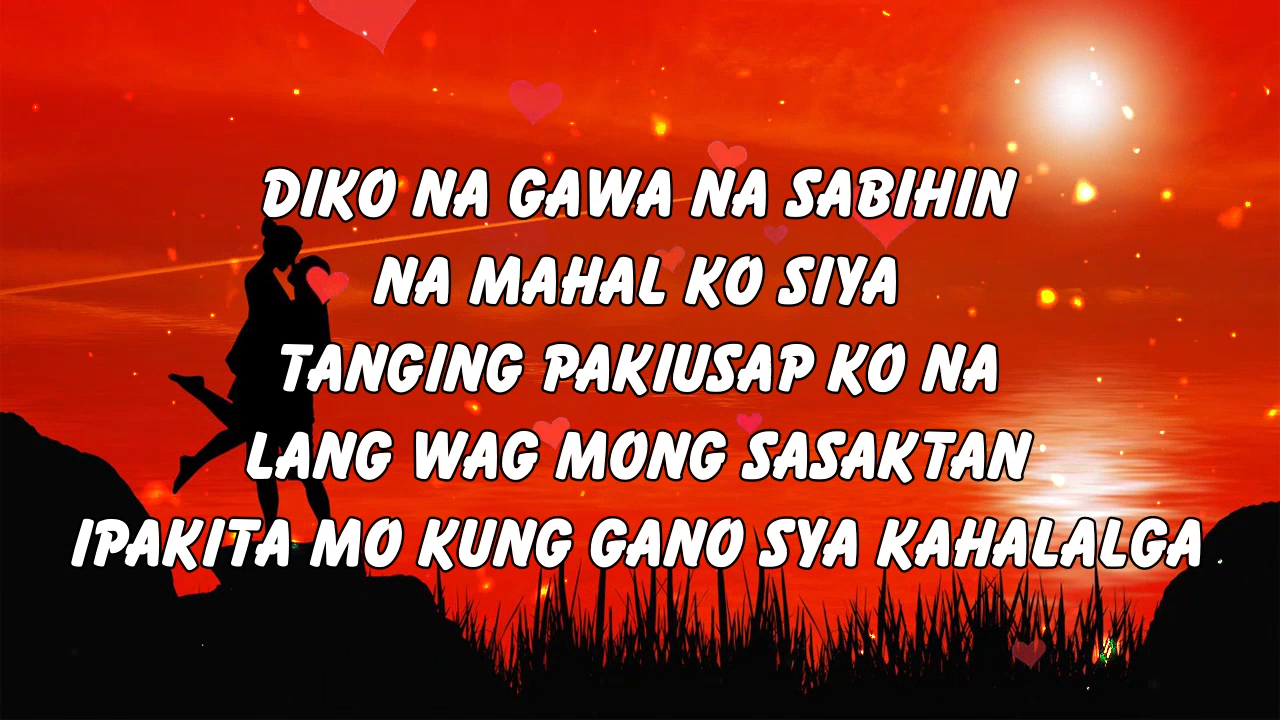 DIKO NA GAWA NA SABIHIN
NA MAHAL KO SIYA
TANGING PAKIUSAP KO NA
LANG WAG MONG SASAKTAN
IPAKITA MO KUNG GANO SYA KAHALALGA